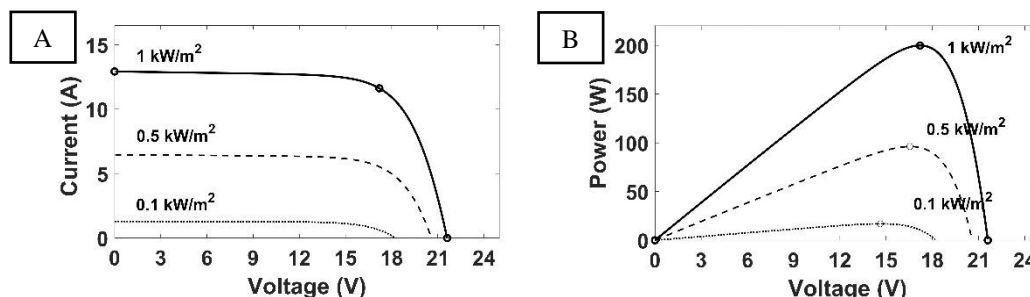 A
Current (A)
15
10
5
0
1 kW/m²
0.5 kW/m²
0.1 kW/m²
0 3 6 9 12 15 18 21 24
Voltage (V)
B
Power (W)
200
150
100
50
0
1 kW/m²
0.5 kW/m²
0.1 kW/m²
0 3 6 9 12 15 18 21 24
Voltage (V)